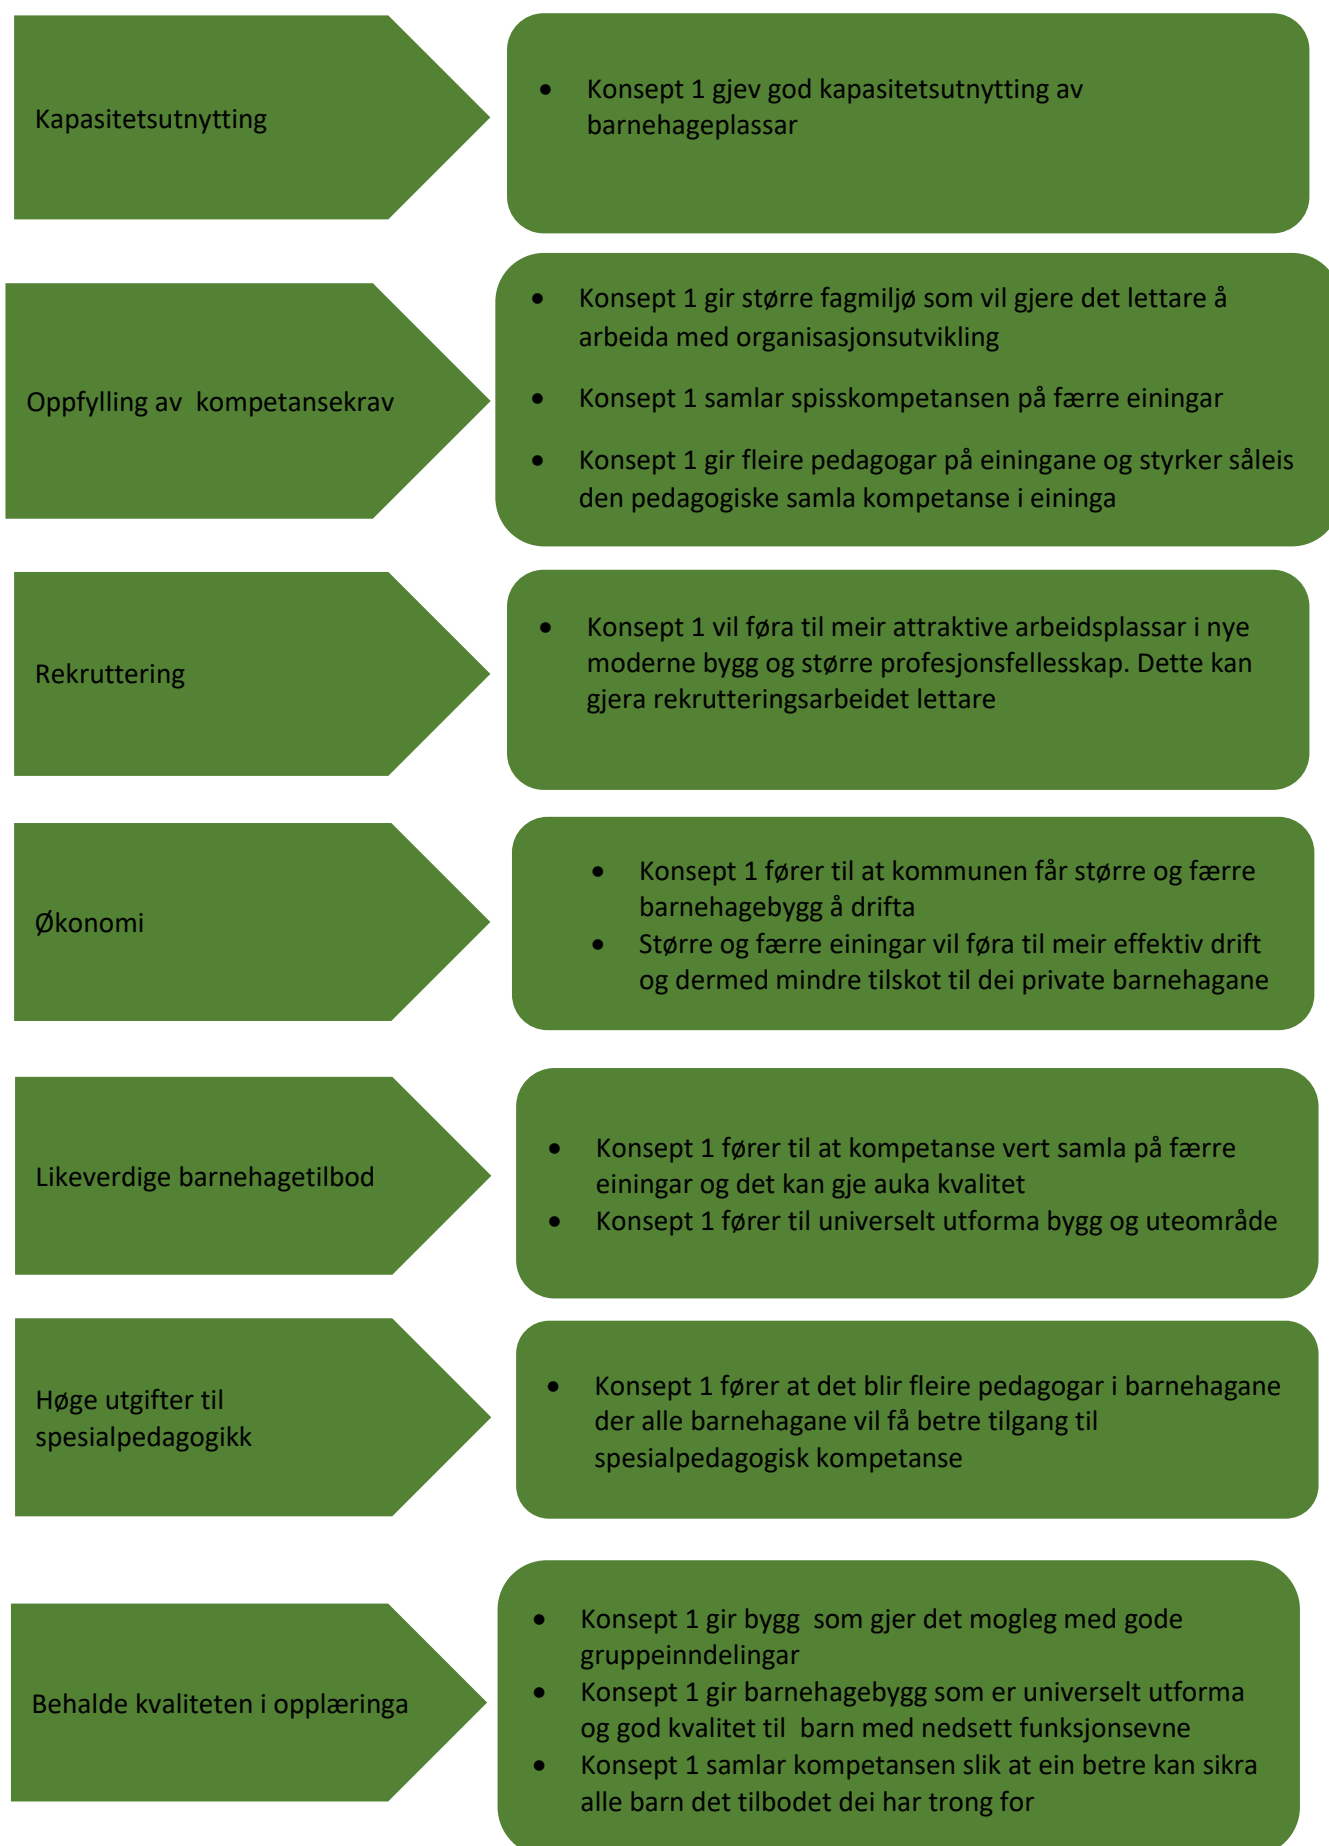 Kapasitetsutnytting
• Konsept 1 gjev god kapasitetsutnytting av
barnehageplassar
Oppfylling av kompetansekrav
• Konsept 1 gir større fagmiljø som vil gjere det lettare å
arbeida med organisasjonsutvikling
• Konsept 1 samlar spisskompetansen på færre einingar
• Konsept 1 gir fleire pedagogar på einingane og styrker såleis
den pedagogiske samla kompetanse i eininga
Rekruttering
• Konsept 1 vil føra til meir attraktive arbeidsplassar i nye
moderne bygg og større profesjonsfellesskap. Dette kan
gjera rekrutteringsarbeidet lettare
Økonomi
• Konsept 1 fører til at kommunen får større og færre
barnehagebygg å drifta
• Større og færre einingar vil føra til meir effektiv drift
og dermed mindre tilskot til dei private barnehagane
Likeverdige barnehagetilbod
• Konsept 1 fører til at kompetanse vert samla på færre
einingar og det kan gje auka kvalitet
• Konsept 1 fører til universelt utforma bygg og uteområde
Høge utgifter til
spesialpedagogikk
• Konsept 1 fører at det blir fleire pedagogar i barnehagane
der alle barnehagane vil få betre tilgang til
spesialpedagogisk kompetanse
Behalde kvaliteten i opplæringa
• Konsept 1 gir bygg som gjer det mogleg med gode
gruppeinndelingar
• Konsept 1 gir barnehagebygg som er universelt utforma
og god kvalitet til barn med nedsett funksjonsevne
• Konsept 1 samlar kompetansen slik at ein betre kan sikra
alle barn det tilbodet dei har trong for